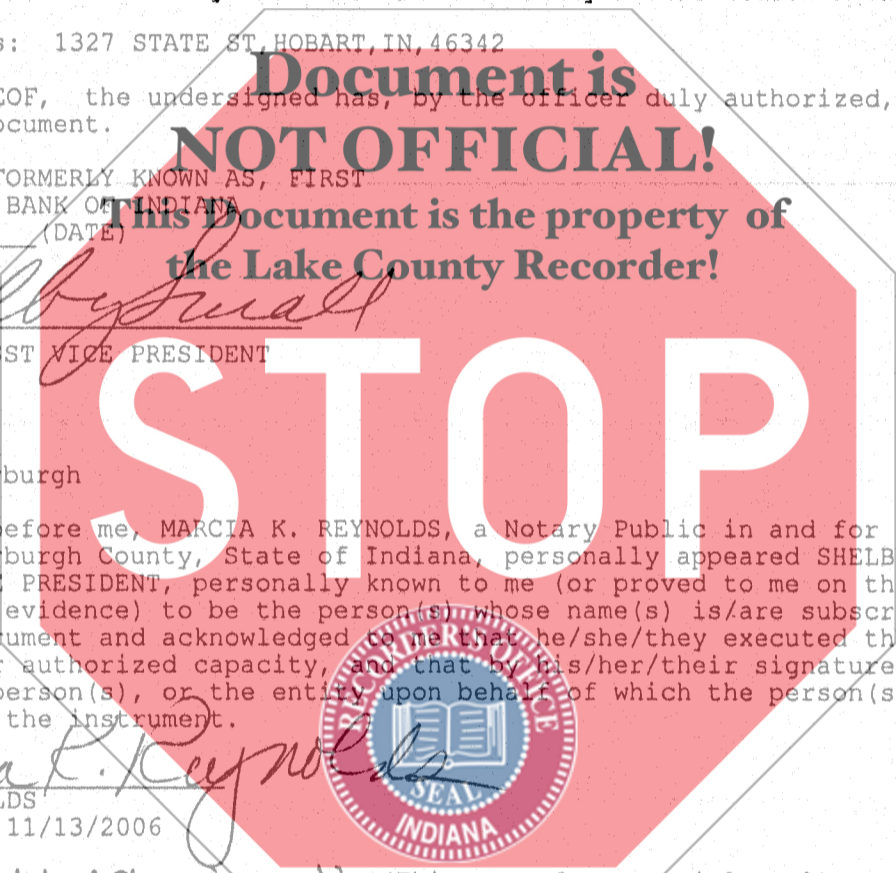 s: 1327 STATE ST, HOBART, IN, 46342
Document is
OF, the undersigned has, by the officer duly authorized,
ocument.
NOT OFFICIAL!
FORMERLY KNOWN AS, FIRST
BANK OF INDIANA
This Document is the property of
(DATE)
the Lake County Recorder!
Small
ST VICE PRESIDENT
STOP
burgh
before me, MARCIA K. REYNOLDS, a Notary Public in and for
rburgh County, State of Indiana, personally appeared SHELB
PRESIDENT, personally known to me (or proved to me on th
evidence) to be the person(s) whose name(s) is/are subscr
ument and acknowledged to me that he/she/they executed th
r authorized capacity, and that by his/her/their signature
person(s), or the entity upon behalf of which the person(s
the instrument.
RECORDER'S OFFICE
a K. Reynolds
SEAL
LDS
INDIANA
11/13/2006